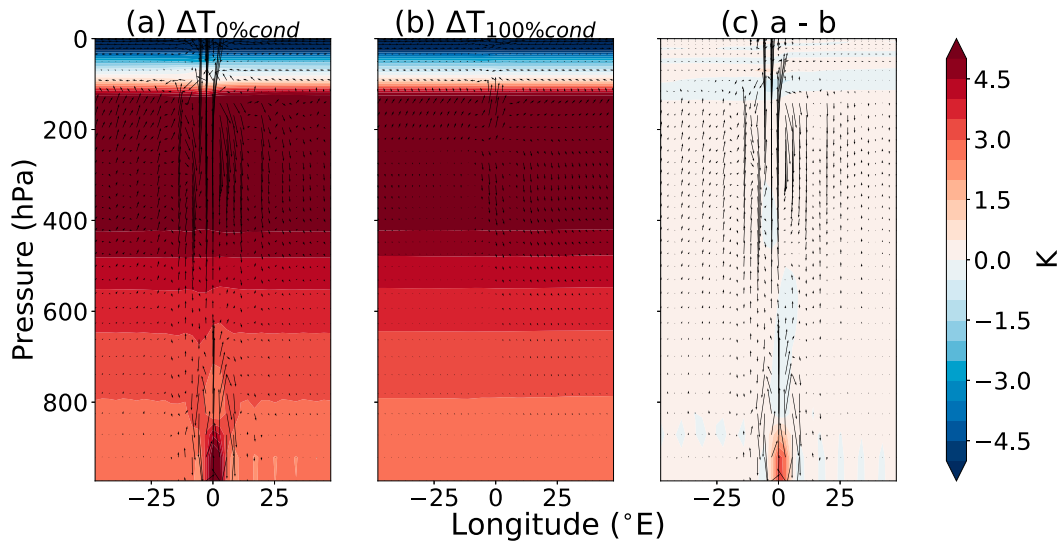 (a) ΔT0%cond (b) ΔT100%cond (c) a - b
0
200
400
600
800
Pressure (hPa)
−25 0 25 −25 0 25 −25 0 25
Longitude (°E)
4.5
3.0
1.5
0.0
−1.5
−3.0
−4.5
K